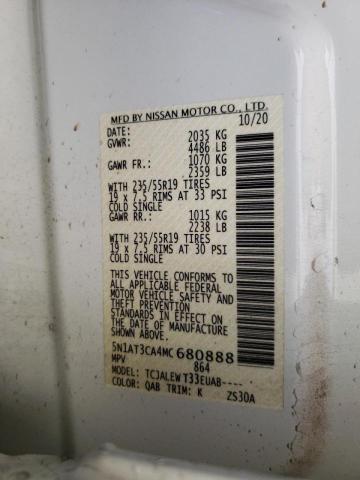 MFD BY NISSAN MOTOR CO., LTD.
DATE: 10/20
GVWR: 2035 KG
4486 LB
GAWR FR.: 1070 KG
2359 LB
WITH 235/55R19 TIRES
19 x 7.5 RIMS AT 33 PSI
COLD SINGLE
GAWR RR.: 1015 KG
2238 LB
WITH 235/55R19 TIRES
19 x 7.5 RIMS AT 30 PSI
COLD SINGLE
THIS VEHICLE CONFORMS TO
ALL APPLICABLE FEDERAL
MOTOR VEHICLE SAFETY
AND THEFT PREVENTION
STANDARDS IN EFFECT ON
THE DATE OF MANUFACTURE
SHOWN ABOVE.
5N1AT3CA4MC 680888
MPV 864
MODEL: TCJALEW T33EUAB----
COLOR: QAB TRIM: K ZS30A